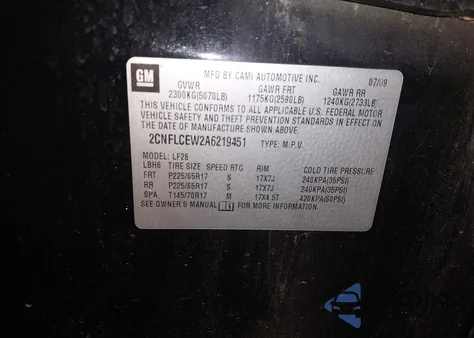 GM
MFD BY CAMI AUTOMOTIVE INC. 07/09
GVWR GAWR FRT GAWR RR
2300KG(5070LB) 1175KG(2590LB) 1240KG(2733LB)
THIS VEHICLE CONFORMS TO ALL APPLICABLE U.S. FEDERAL MOTOR
VEHICLE SAFETY AND THEFT PREVENTION STANDARDS IN EFFECT ON
THE DATE OF MANUFACTURE SHOWN ABOVE.
2CNFLCEW2A6219451 TYPE: M.P.V.
MODEL: LF26
LBH6 TIRE SIZE SPEED RTG RIM COLD TIRE PRESSURE
FRT P225/65R17 S 17X7J 240KPA(35PSI)
RR P225/65R17 S 17X7J 240KPA(35PSI)
SPA T145/70R17 M 17X4.5T 420KPA(60PSI)
SEE OWNER'S MANUAL FOR MORE INFORMATION.